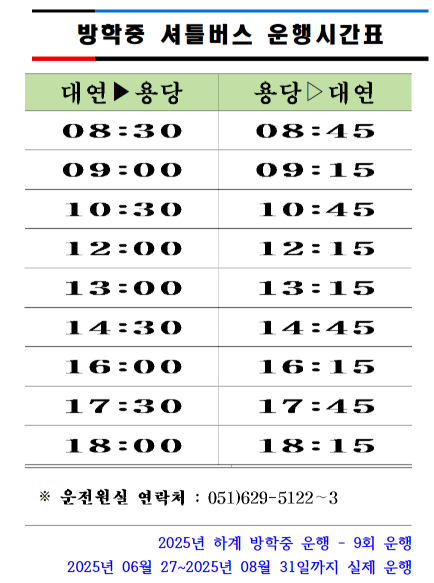 방학중 셔틀버스 운행시간표
대연▶용당 용당▷대연
08:30 08:45
09:00 09:15
10:30 10:45
12:00 12:15
13:00 13:15
14:30 14:45
16:00 16:15
17:30 17:45
18:00 18:15
※ 운전원실 연락처 : 051)629-5122~3
2025년 하계 방학중 운행 - 9회 운행
2025년 06월 27~2025년 08월 31일까지 실제 운행